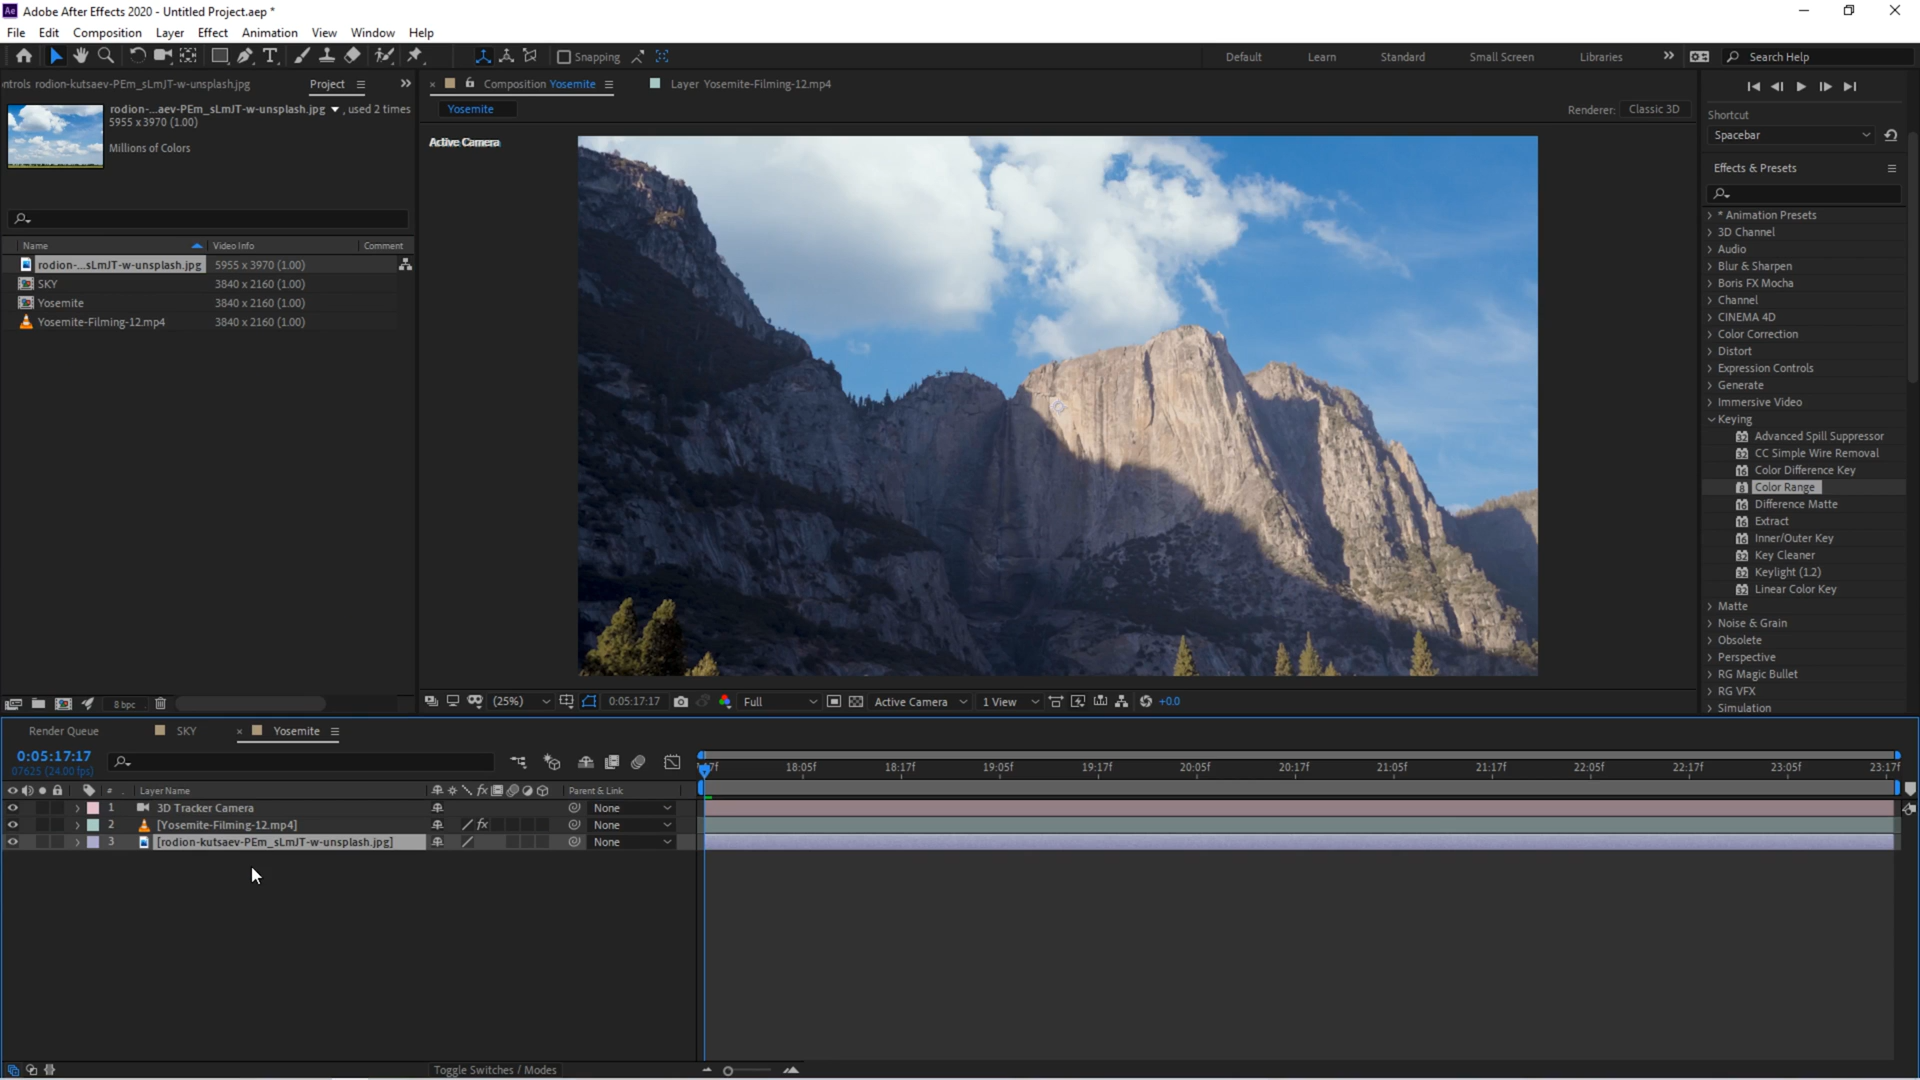 Adobe After Effects 2020 - Untitled Project.aep *
File Edit Composition Layer Effect Animation View Window Help
Snapping
Default Learn Standard Small Screen Libraries
Search Help
ntrols rodion-kutsaev-PEm_sLmJT-w-unsplash.jpg
Project
Composition Yosemite
Layer Yosemite-Filming-12.mp4
rodion-...aev-PEm_sLmJT-w-unsplash.jpg , used 2 times
5955 x 3970 (1.00)
Millions of Colors
Yosemite
Renderer: Classic 3D
Active Camera
Shortcut
Spacebar
Effects & Presets
Name Video Info Comment
rodion-...sLmJT-w-unsplash.jpg 5955 x 3970 (1.00)
SKY 3840 x 2160 (1.00)
Yosemite 3840 x 2160 (1.00)
Yosemite-Filming-12.mp4 3840 x 2160 (1.00)
* Animation Presets
3D Channel
Audio
Blur & Sharpen
Boris FX Mocha
Channel
CINEMA 4D
Color Correction
Distort
Expression Controls
Generate
Immersive Video
Keying
Advanced Spill Suppressor
CC Simple Wire Removal
Color Difference Key
Color Range
Difference Matte
Extract
Inner/Outer Key
Key Cleaner
Keylight (1.2)
Linear Color Key
Matte
Noise & Grain
Obsolete
Perspective
RG Magic Bullet
RG VFX
Simulation
8 bpc
(25%) 0:05:17:17 Full Active Camera 1 View +0.0
Render Queue SKY Yosemite
0:05:17:17
07625 (24.00 fps)
18:05f 18:17f 19:05f 19:17f 20:05f 20:17f 21:05f 21:17f 22:05f 22:17f 23:05f 23:17f
# Layer Name Parent & Link
1 3D Tracker Camera None
2 [Yosemite-Filming-12.mp4] fx None
3 [rodion-kutsaev-PEm_sLmJT-w-unsplash.jpg] None
Toggle Switches / Modes